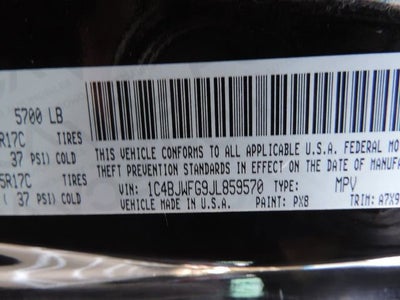 5700 LB
5R17C TIRES THIS VEHICLE CONFORMS TO ALL APPLICABLE U.S.A. FEDERAL MO
37 PSI) COLD THEFT PREVENTION STANDARDS IN EFFECT ON THE DATE OF MANUFA
5R17C TIRES VIN: 1C4BJWFG9JL859570 TYPE: MPV
( 37 PSI) COLD VEHICLE MADE IN U.S.A. PAINT: PX8 TRIM: A7X9